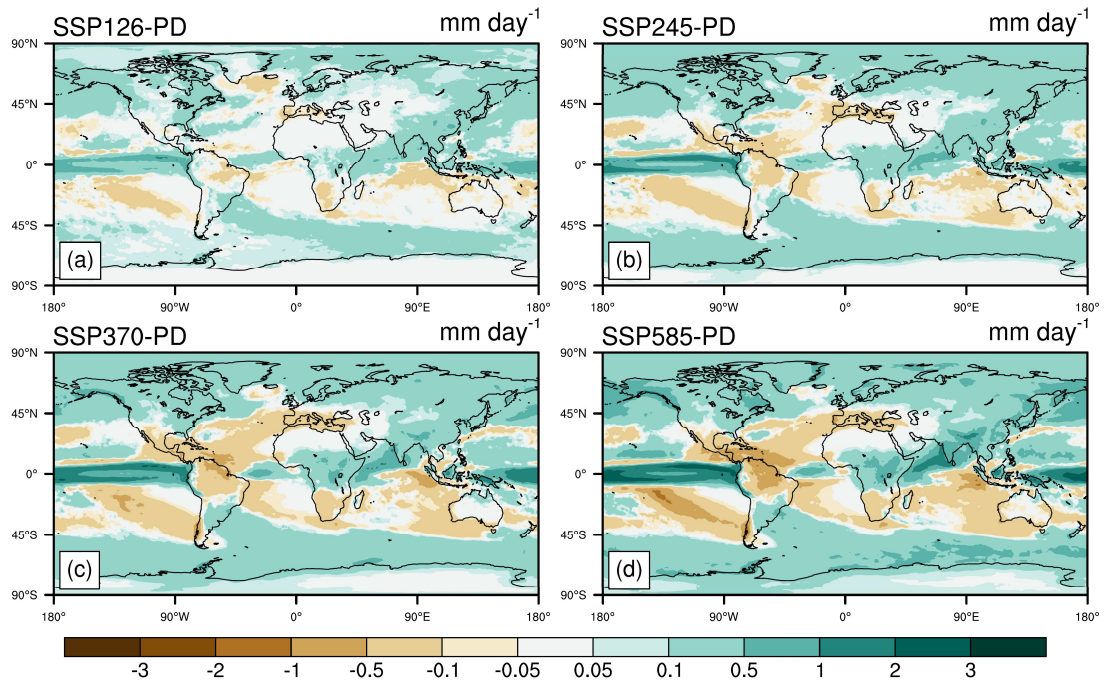 SSP126-PD mm day-1
90°N
45°N
0°
45°S
90°S
(a)
180° 90°W 0° 90°E 180°
SSP245-PD mm day-1
90°N
45°N
0°
45°S
90°S
(b)
180° 90°W 0° 90°E 180°
SSP370-PD mm day-1
90°N
45°N
0°
45°S
90°S
(c)
180° 90°W 0° 90°E 180°
SSP585-PD mm day-1
90°N
45°N
0°
45°S
90°S
(d)
180° 90°W 0° 90°E 180°
-3 -2 -1 -0.5 -0.1 -0.05 0.05 0.1 0.5 1 2 3